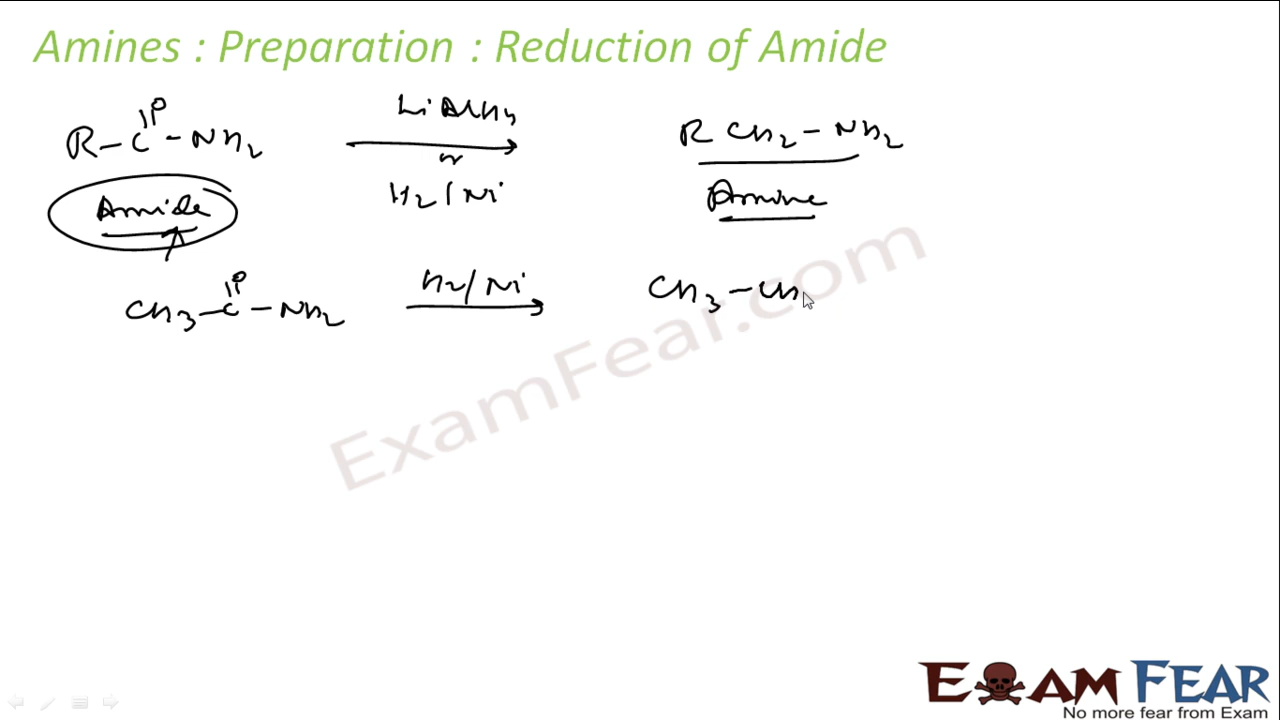 Amines : Preparation : Reduction of Amide
O LiAlH4
R-C-NH2 RCH2-NH2
or
H2/Ni
Amide Amine
O H2/Ni
CH3-C-NH2 CH3-CH
ExamFear.com
EXAM FEAR
No more fear from Exam